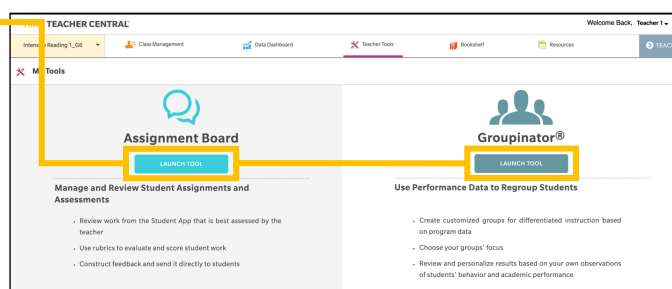 TEACHER CENTRAL
Welcome Back, Teacher 1
Reading 1_G6
Class Management
Data Dashboard
Teacher Tools
Bookshelf
Resources
Tools
Assignment Board
LAUNCH TOOL
Manage and Review Student Assignments and
Assessments
• Review work from the Student App that is best assessed by the
teacher
• Use rubrics to evaluate and score student work
• Construct feedback and send it directly to students
Groupinator®
LAUNCH TOOL
Use Performance Data to Regroup Students
• Create customized groups for differentiated instruction based
on program data
• Choose your groups' focus
• Review and personalize results based on your own observations
of students' behavior and academic performance